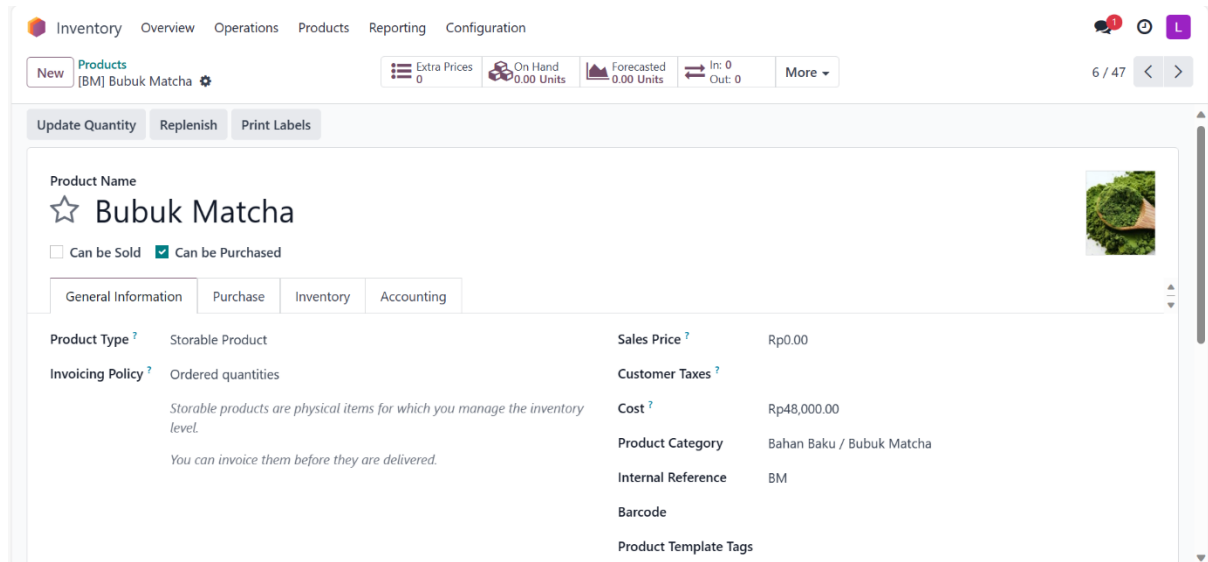 Inventory Overview Operations Products Reporting Configuration 1 L
New Products
[BM] Bubuk Matcha
Extra Prices
0
On Hand
0.00 Units
Forecasted
0.00 Units
In: 0
Out: 0
More
6 / 47
Update Quantity Replenish Print Labels
Product Name
Bubuk Matcha
Can be Sold Can be Purchased
General Information Purchase Inventory Accounting
Product Type ? Storable Product
Invoicing Policy ? Ordered quantities
Storable products are physical items for which you manage the inventory
level.
You can invoice them before they are delivered.
Sales Price ? Rp0.00
Customer Taxes ?
Cost ? Rp48,000.00
Product Category Bahan Baku / Bubuk Matcha
Internal Reference BM
Barcode
Product Template Tags